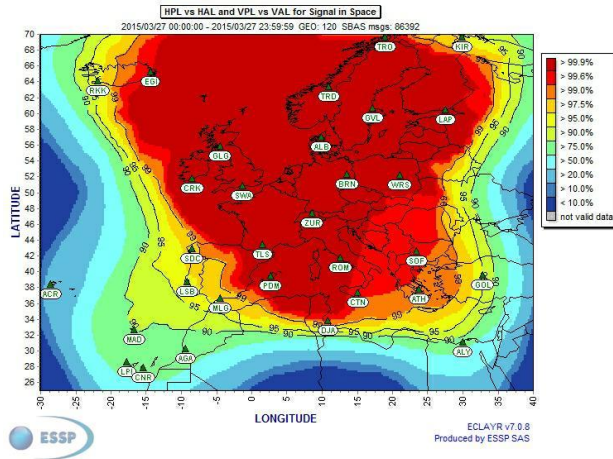 HPL vs HAL and VPL vs VAL for Signal in Space
2015/03/27 00:00:00 - 2015/03/27 23:59:59 GEO: 120 SBAS msgs: 86392
LATITUDE
70
68
66
64
62
60
58
56
54
52
50
48
46
44
42
40
38
36
34
32
30
28
26
TRO
KIR
EGI
RKK
TRD
GVL
LAP
ALB
GLG
CRK
SWA
BRN
WRS
ZUR
SDC
TLS
ROM
SOF
ACR
LSB
PDM
GOL
MLG
CTN
ATH
MAD
DJA
AGA
ALY
LPI
CNR
90
95
99
-30
-25
-20
-15
-10
-5
0
5
10
15
20
25
30
35
40
LONGITUDE
> 99.9%
> 99.6%
> 99.0%
> 97.5%
> 95.0%
> 90.0%
> 75.0%
> 50.0%
> 20.0%
> 10.0%
< 10.0%
not valid data
ESSP
ECLAYR v7.0.8
Produced by ESSP SAS